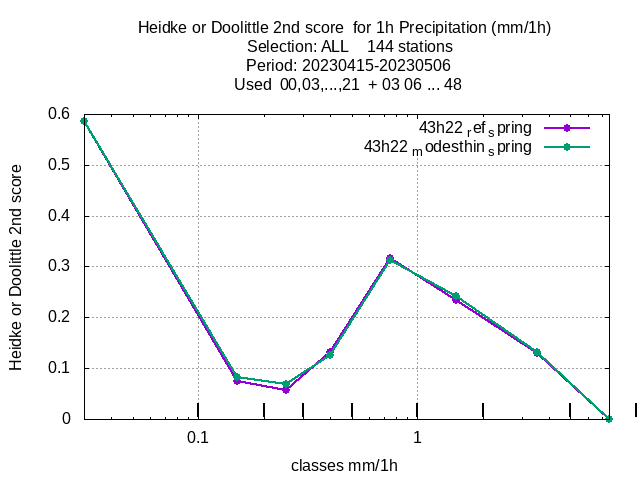 Heidke or Doolittle 2nd score  for 1h Precipitation (mm/1h)
Selection: ALL    144 stations
Period: 20230415-20230506
Used  00,03,...,21  + 03 06 ... 48
43h22 refspring
43h22 modesthinspring
0.6
0.5
0.4
0.3
0.2
0.1
0
Heidke or Doolittle 2nd score
0.1 1
classes mm/1h